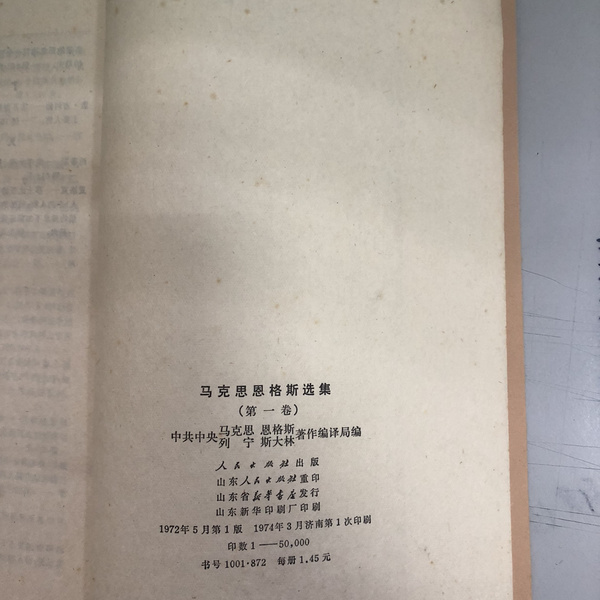 马克思恩格斯选集
（第一卷）
中共中央马克思 恩格斯列 宁 斯大林著作编译局编
人民出版社出版
山东人民出版社重印
山东省新华书店发行
山东新华印刷厂印刷
1972年5月第1版 1974年3月济南第1次印刷
印数1——50,000
书号1001·872 每册1.45元